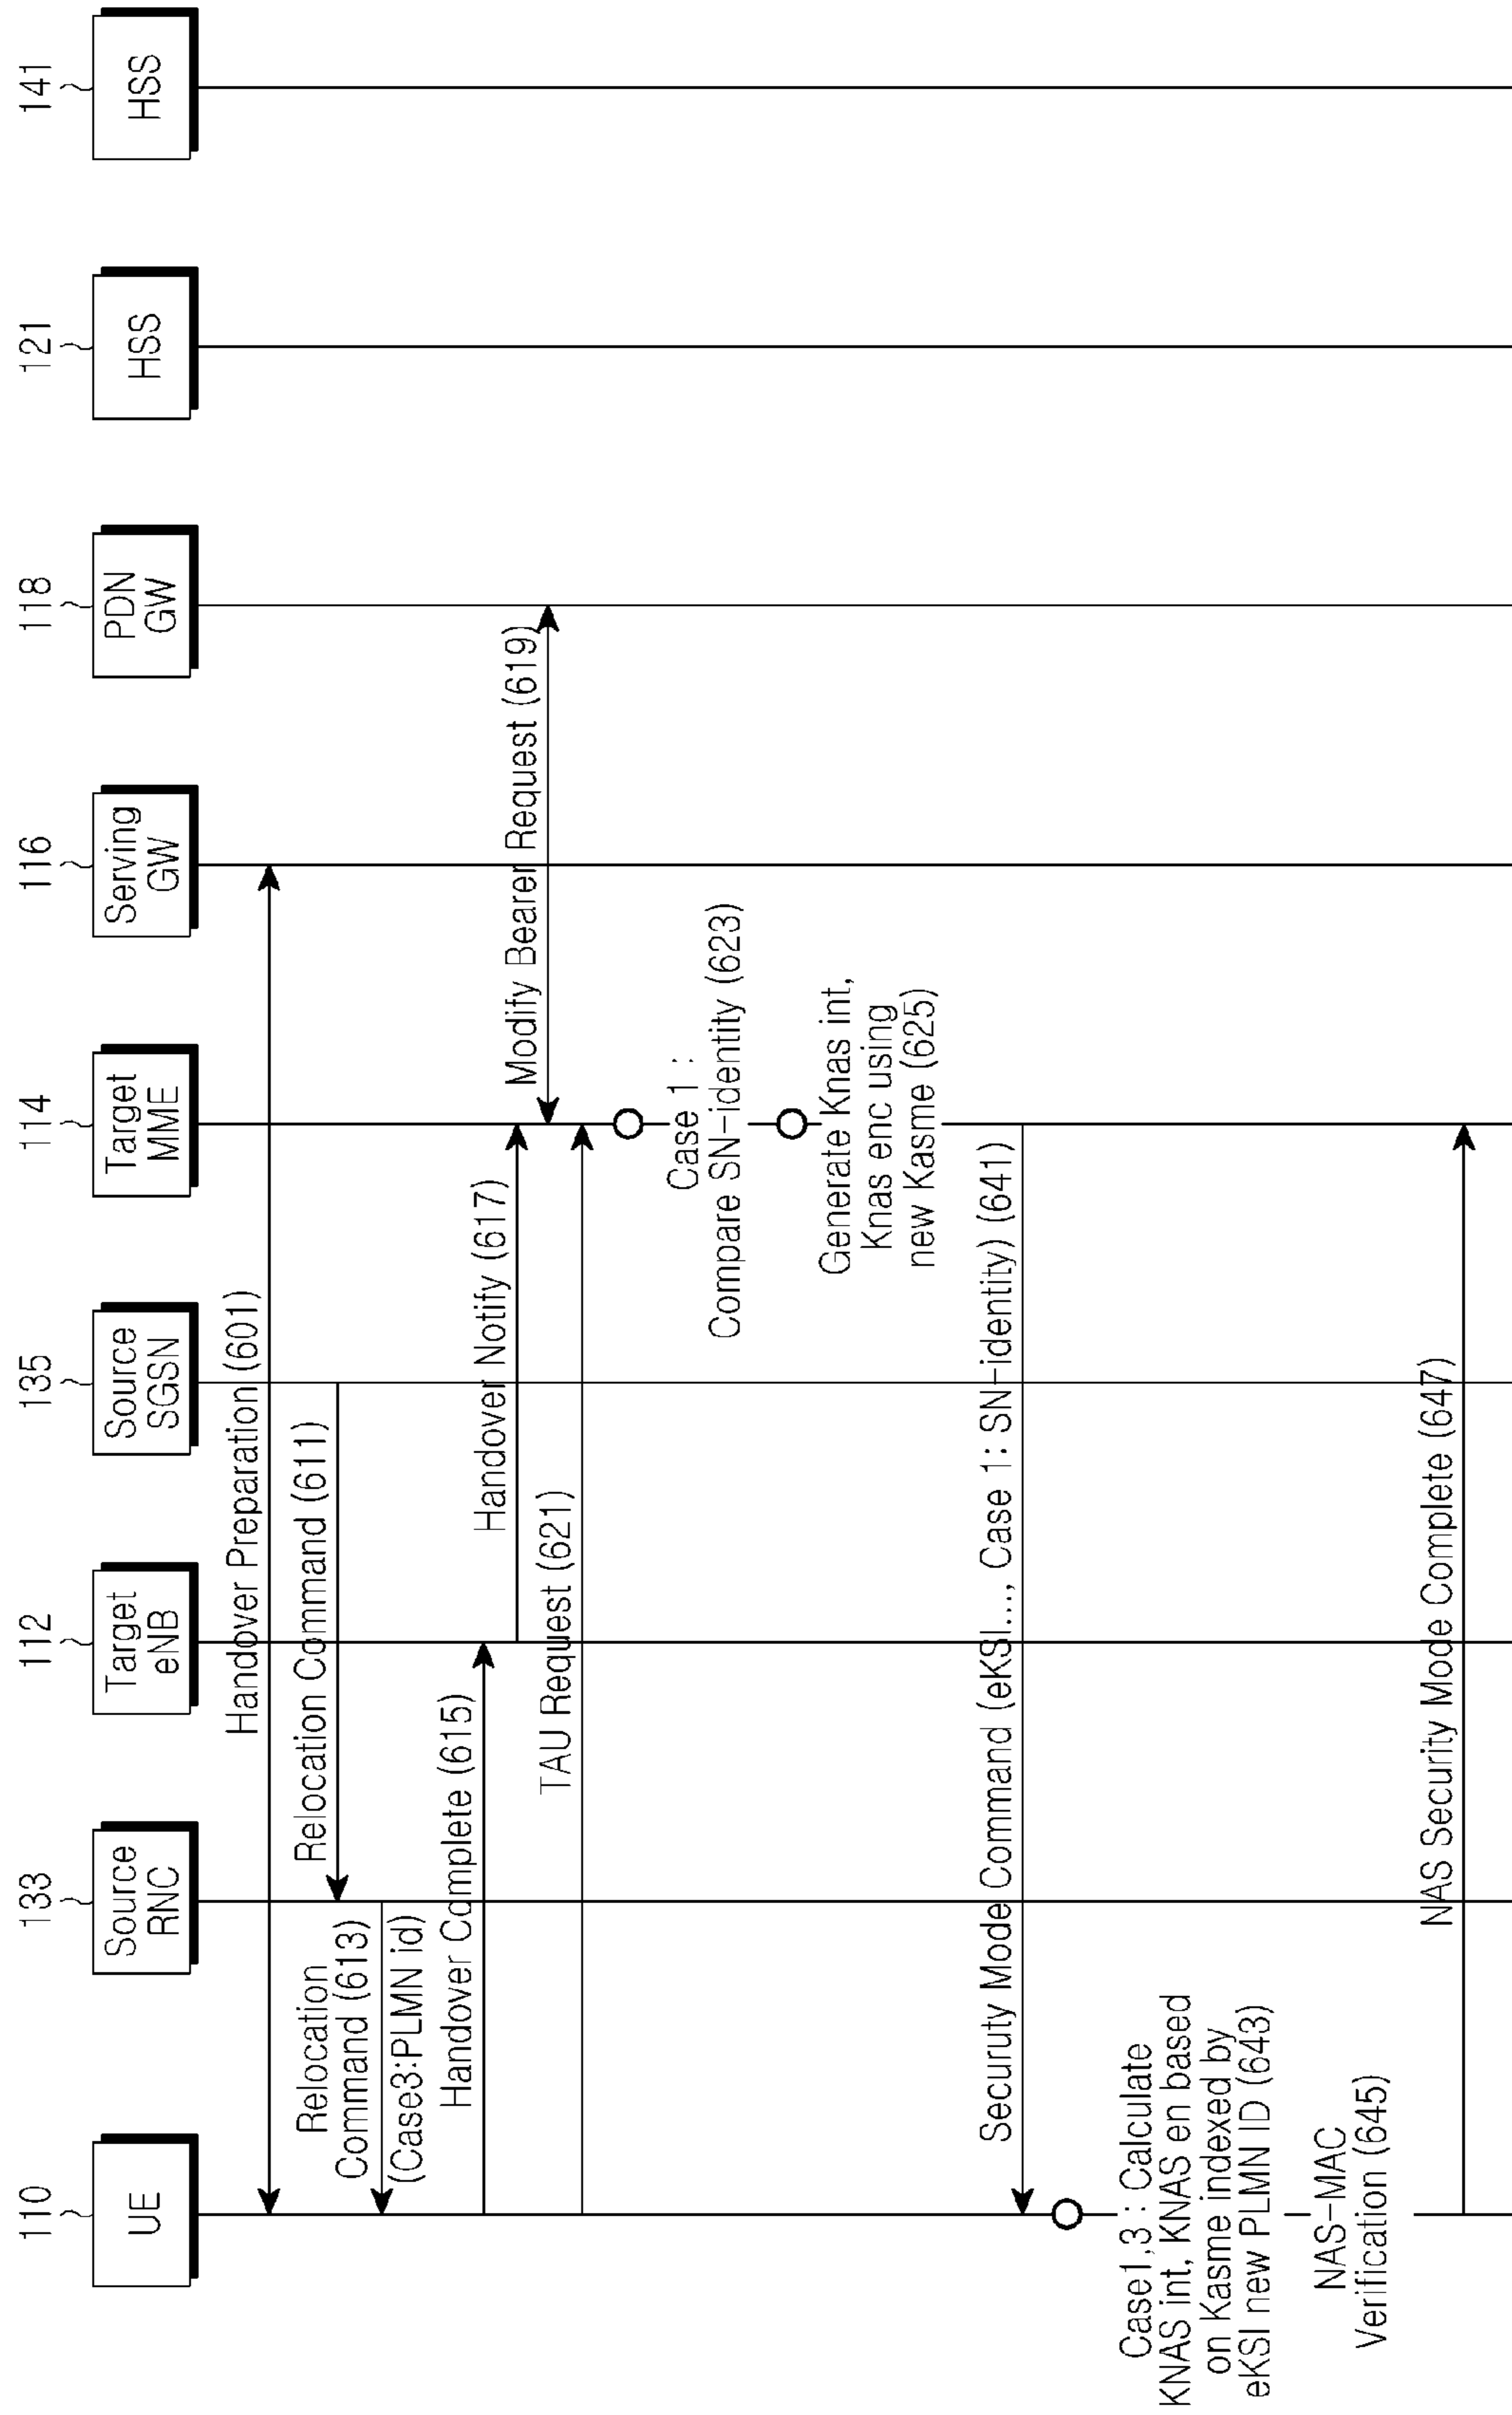 110
133
112
135
114
116
118
121
141
UE
Source
RNC
Target
eNB
Source
SGSN
Target
MME
Serving
GW
PDN
GW
HSS
HSS
Handover Preparation (601)
Relocation Command (611)
Relocation
Command (613)
(Case3:PLMN id)
Handover Complete (615)
Handover Notify (617)
Modify Bearer Request (619)
TAU Request (621)
Case 1 :
Compare SN-identity (623)
Generate Knas int,
Knas enc using
new Kasme (625)
Securuty Mode Command (eKSI..., Case 1: SN-identity) (641)
Case1,3 : Calculate
KNAS int, KNAS en based
on Kasme indexed by
eKSI new PLMN ID (643)
NAS-MAC
Verification (645)
NAS Security Mode Complete (647)